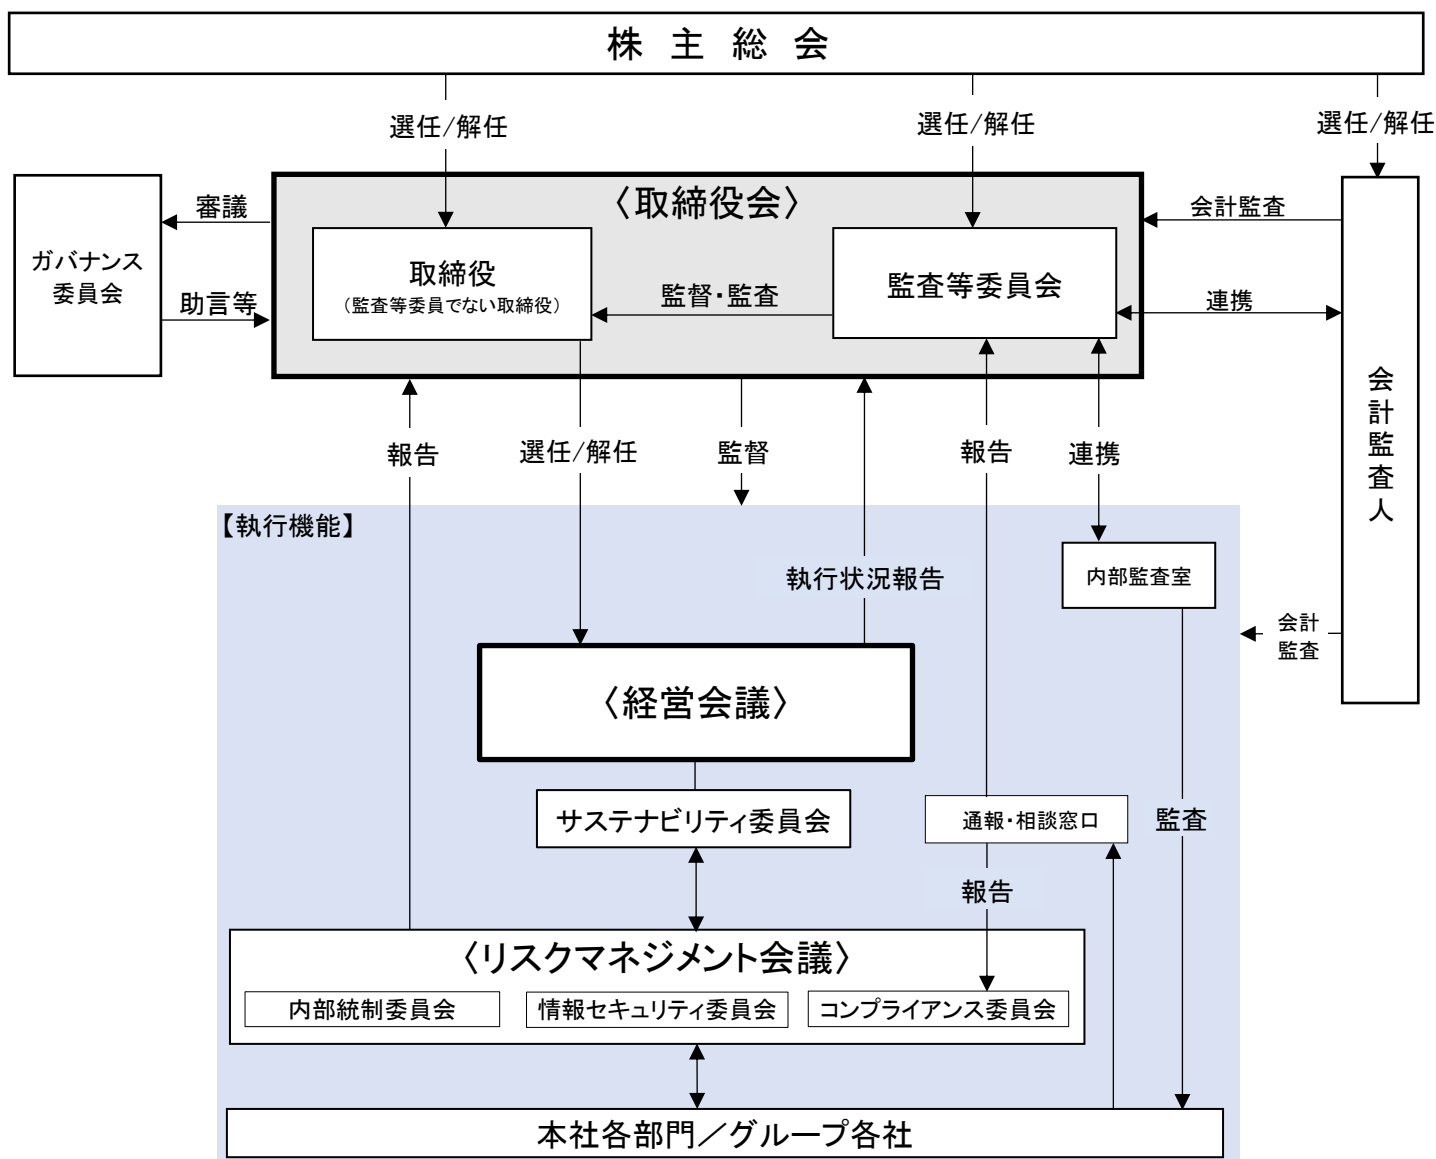 株 主 総 会
選任/解任
選任/解任
選任/解任
〈取締役会〉
審議
会計監査
ガバナンス
委員会
取締役
(監査等委員でない取締役)
監督・監査
監査等委員会
助言等
連携
会計監査人
報告
選任/解任
監督
報告
連携
【執行機能】
執行状況報告
内部監査室
会計
監査
〈経営会議〉
サステナビリティ委員会
通報・相談窓口
監査
報告
〈リスクマネジメント会議〉
内部統制委員会
情報セキュリティ委員会
コンプライアンス委員会
本社各部門／グループ各社